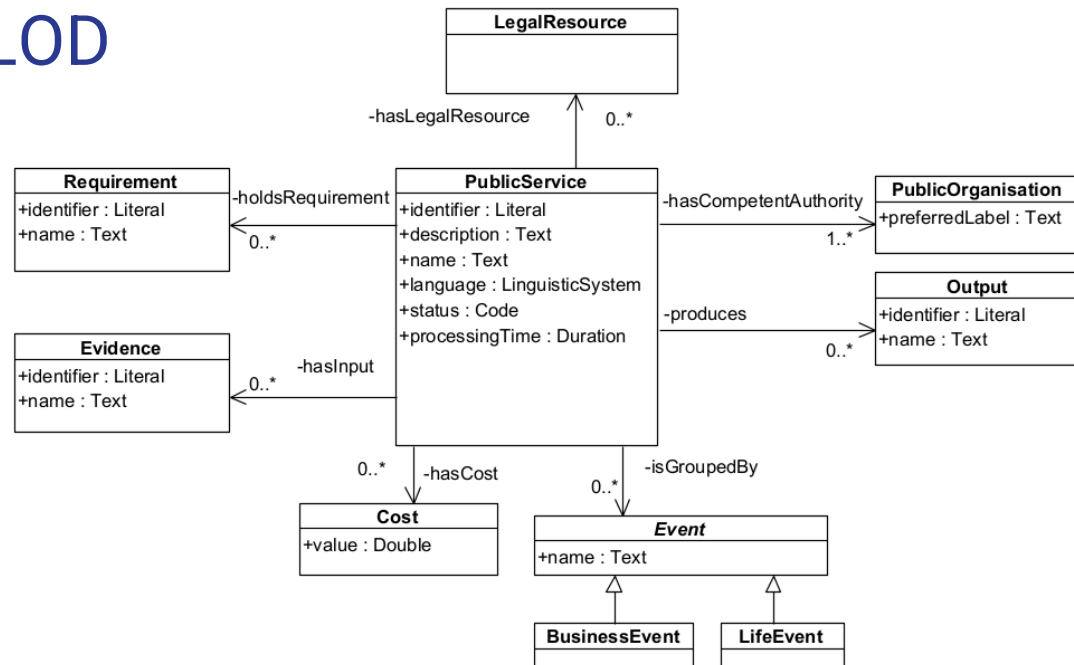 LOD
LegalResource
-hasLegalResource
0..*
Requirement
+identifier : Literal
+name : Text
-holdsRequirement
0..*
PublicService
+identifier : Literal
+description : Text
+name : Text
+language : LinguisticSystem
+status : Code
+processingTime : Duration
-hasCompetentAuthority
1..*
PublicOrganisation
+preferredLabel : Text
Output
+identifier : Literal
+name : Text
-produces
0..*
Evidence
+identifier : Literal
+name : Text
-hasInput
0..*
0..*
-hasCost
-isGroupedBy
0..*
Cost
+value : Double
Event
+name : Text
BusinessEvent
LifeEvent